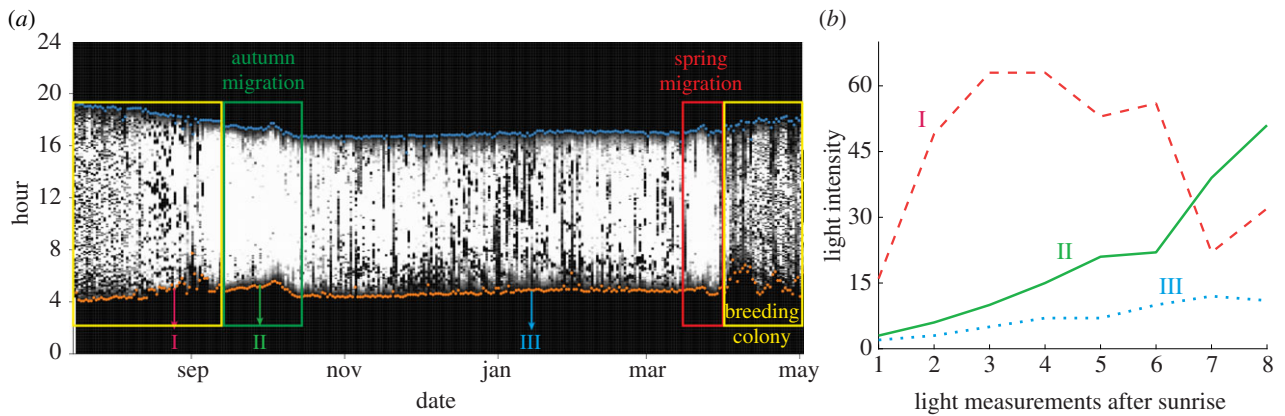 (a)
24
20
16
12
8
4
0
hour
autumn
migration
spring
migration
breeding
colony
I
II
III
sep
nov
jan
mar
may
date
(b)
60
45
30
15
0
light intensity
I
II
III
1 2 3 4 5 6 7 8
light measurements after sunrise